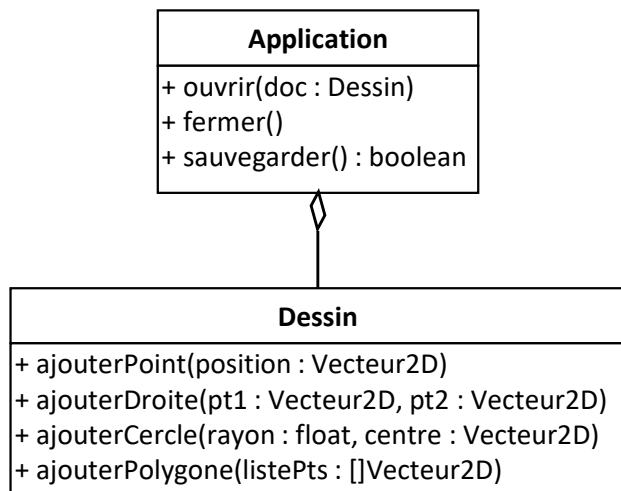 Application
+ ouvrir(doc : Dessin)
+ fermer()
+ sauvegarder() : boolean
Dessin
+ ajouterPoint(position : Vecteur2D)
+ ajouterDroite(pt1 : Vecteur2D, pt2 : Vecteur2D)
+ ajouterCercle(rayon : float, centre : Vecteur2D)
+ ajouterPolygone(listePts : []Vecteur2D)